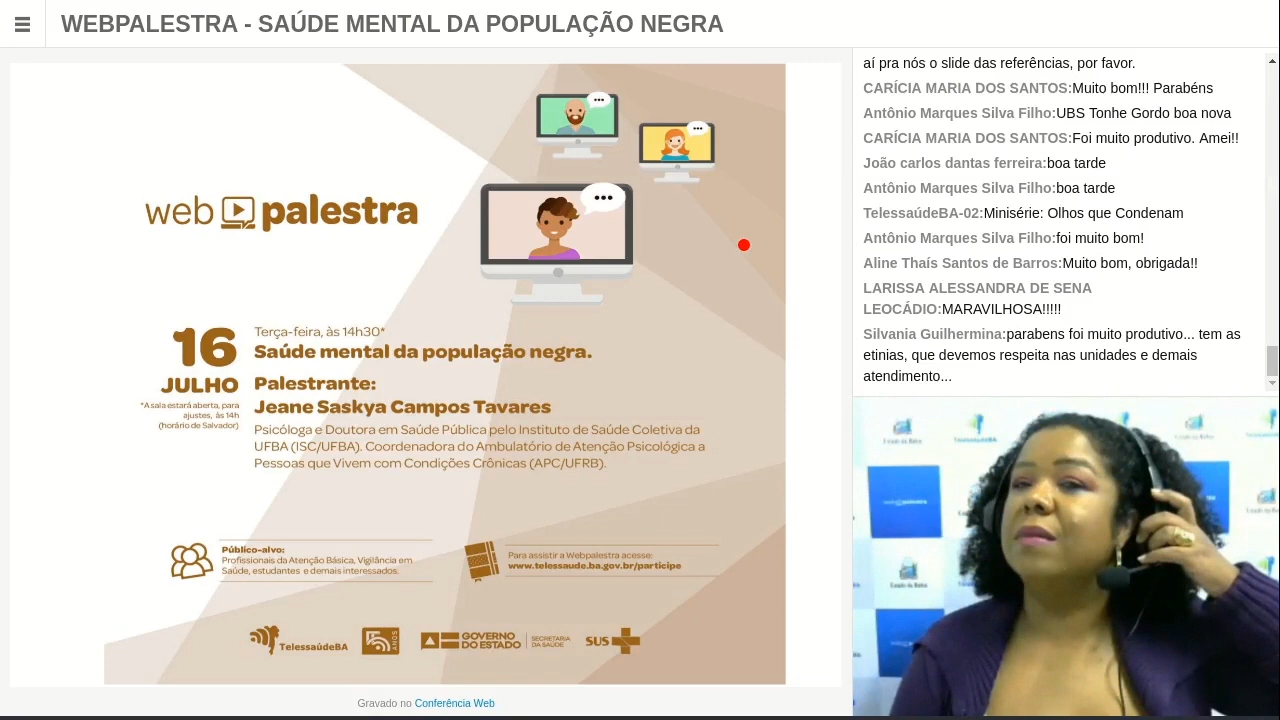 WEBPALESTRA - SAÚDE MENTAL DA POPULAÇÃO NEGRA
web palestra
16
JULHO
*A sala estará aberta, para
ajustes, às 14h
(horário de Salvador)
Terça-feira, às 14h30*
Saúde mental da população negra.
Palestrante:
Jeane Saskya Campos Tavares
Psicóloga e Doutora em Saúde Pública pelo Instituto de Saúde Coletiva da
UFBA (ISC/UFBA). Coordenadora do Ambulatório de Atenção Psicológica a
Pessoas que Vivem com Condições Crônicas (APC/UFRB).
Público-alvo:
Profissionais da Atenção Básica, Vigilância em
Saúde, estudantes e demais interessados.
Para assistir a Webpalestra acesse:
www.telessaude.ba.gov.br/participe
TelessaúdeBA
ANOS
GOVERNO
DO ESTADO
SECRETARIA
DA SAÚDE
SUS
Gravado no Conferência Web
aí pra nós o slide das referências, por favor.
CARÍCIA MARIA DOS SANTOS:Muito bom!!! Parabéns
Antônio Marques Silva Filho:UBS Tonhe Gordo boa nova
CARÍCIA MARIA DOS SANTOS:Foi muito produtivo. Amei!!
João carlos dantas ferreira:boa tarde
Antônio Marques Silva Filho:boa tarde
TelessaúdeBA-02:Minisérie: Olhos que Condenam
Antônio Marques Silva Filho:foi muito bom!
Aline Thaís Santos de Barros:Muito bom, obrigada!!
LARISSA ALESSANDRA DE SENA
LEOCÁDIO:MARAVILHOSA!!!!!
Silvania Guilhermina:parabens foi muito produtivo... tem as
etinias, que devemos respeita nas unidades e demais
atendimento...